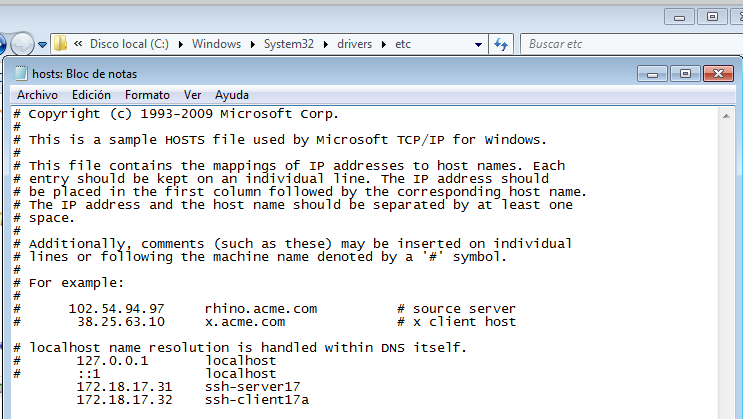 « Disco local (C:) ▸ Windows ▸ System32 ▸ drivers ▸ etc
Buscar etc
hosts: Bloc de notas
Archivo Edición Formato Ver Ayuda
# Copyright (c) 1993-2009 Microsoft Corp.
#
# This is a sample HOSTS file used by Microsoft TCP/IP for Windows.
#
# This file contains the mappings of IP addresses to host names. Each
# entry should be kept on an individual line. The IP address should
# be placed in the first column followed by the corresponding host name.
# The IP address and the host name should be separated by at least one
# space.
#
# Additionally, comments (such as these) may be inserted on individual
# lines or following the machine name denoted by a '#' symbol.
#
# For example:
#
#      102.54.94.97     rhino.acme.com          # source server
#       38.25.63.10     x.acme.com              # x client host

# localhost name resolution is handled within DNS itself.
#       127.0.0.1       localhost
#       ::1             localhost
        172.18.17.31    ssh-server17
        172.18.17.32    ssh-client17a